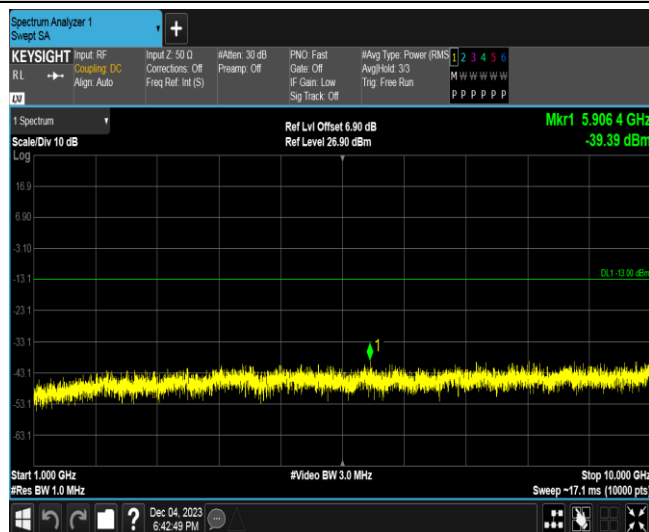 Spectrum Analyzer 1
Swept SA
KEYSIGHT Input: RF Input Z: 50 Ω #Atten: 30 dB PNO: Fast #Avg Type: Power (RMS 1 2 3 4 5 6
RL Coupling: DC Corrections: Off Preamp: Off Gate: Off Avg|Hold: 3/3 M W W W W W
Align: Auto Freq Ref: Int (S) IF Gain: Low Trig: Free Run
LXI Sig Track: Off P P P P P P
1 Spectrum Ref Lvl Offset 6.90 dB Mkr1 5.906 4 GHz
Scale/Div 10 dB Ref Level 26.90 dBm -39.39 dBm
Log
16.9
6.90
-3.10
-13.1 DL1 -13.00 dBm
-23.1
-33.1
1
-43.1
-53.1
-63.1
Start 1.000 GHz #Video BW 3.0 MHz Stop 10.000 GHz
#Res BW 1.0 MHz Sweep ~17.1 ms (10000 pts)
? Dec 04, 2023
6:42:49 PM